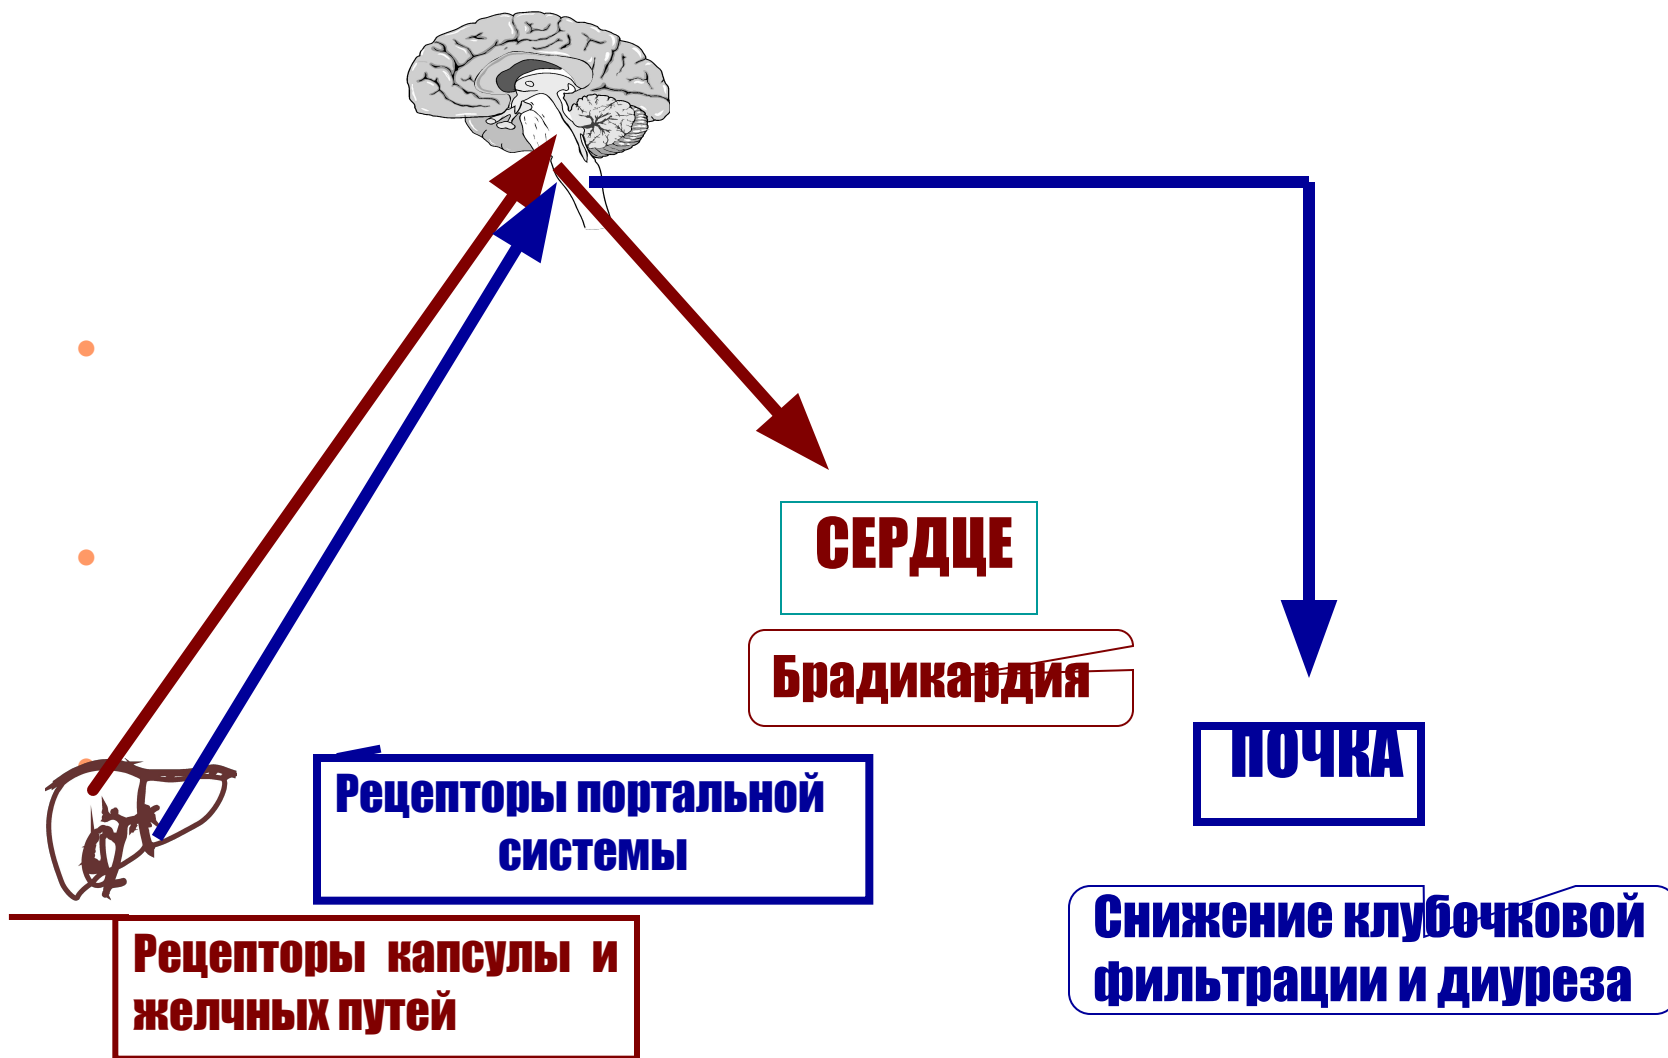 СЕРДЦЕ
Брадикардия
ПОЧКА
Рецепторы портальной
системы
Снижение клубочковой
фильтрации и диуреза
Рецепторы капсулы и
желчных путей